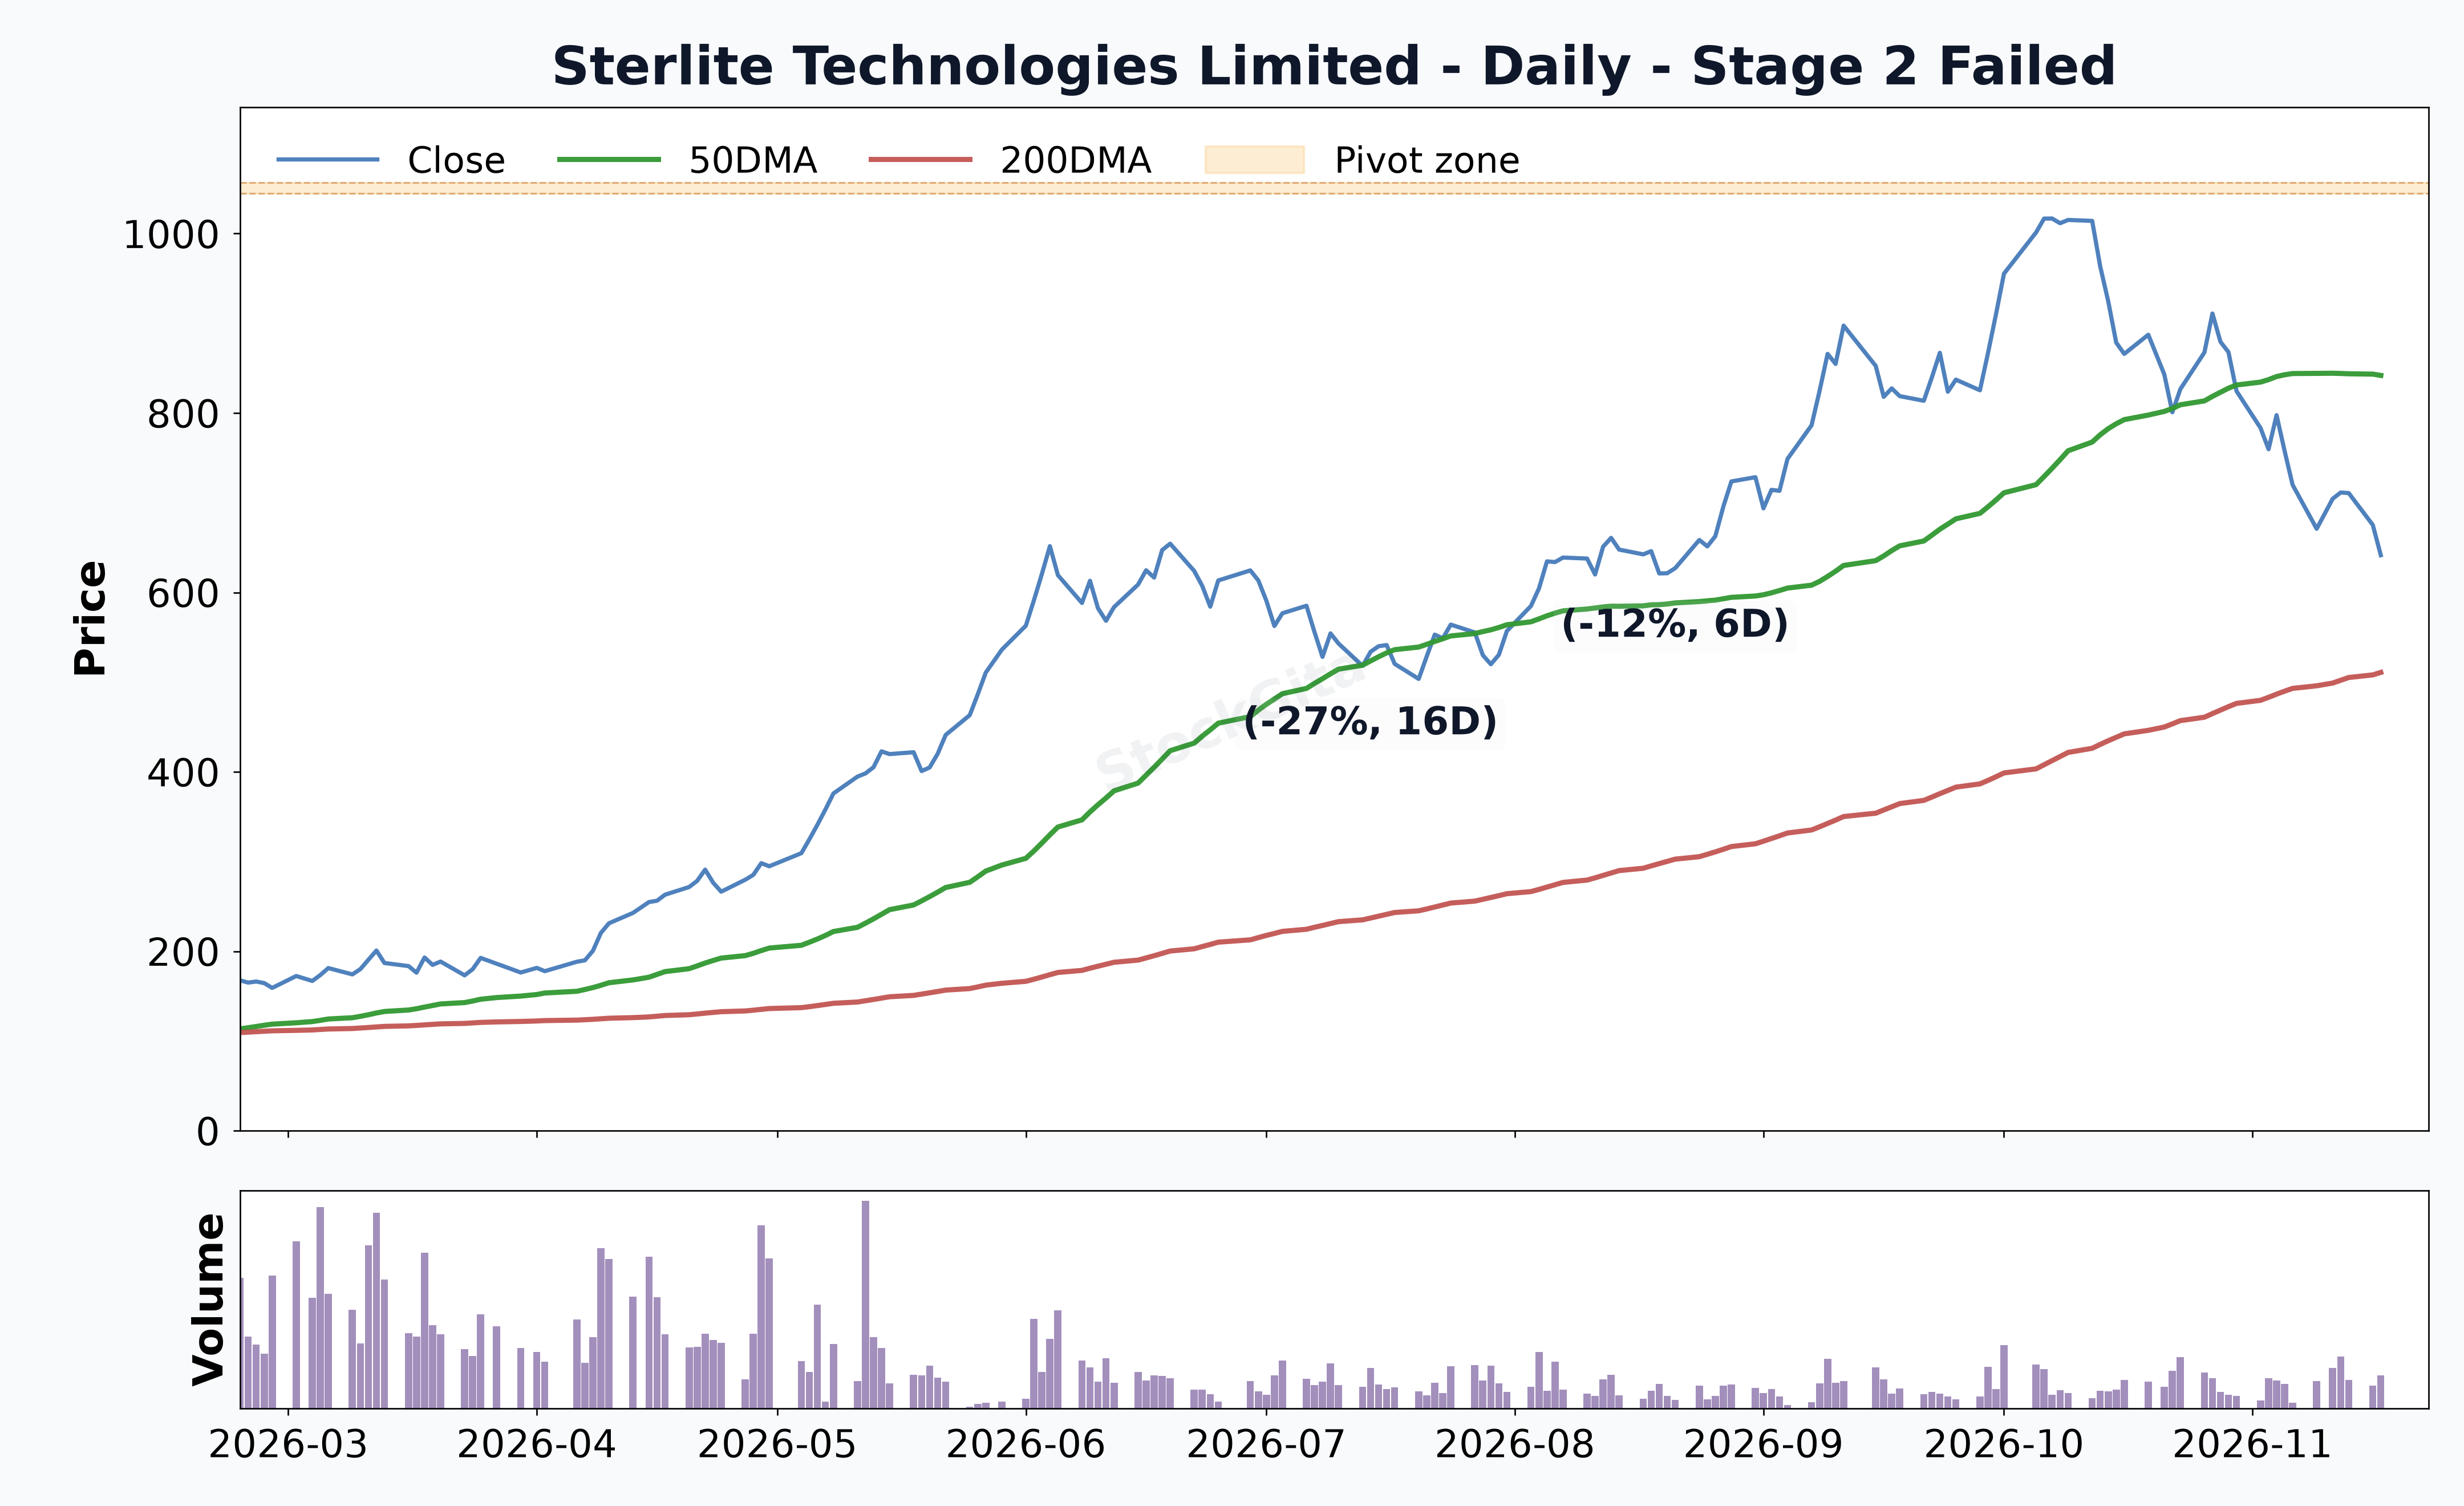 Sterlite Technologies Limited - Daily - Stage 2 Failed
Close 50DMA 200DMA Pivot zone
1000
800
600
400
200
0
Price
(-12%, 6D)
(-27%, 16D)
StockGita
Volume
2026-03 2026-04 2026-05 2026-06 2026-07 2026-08 2026-09 2026-10 2026-11